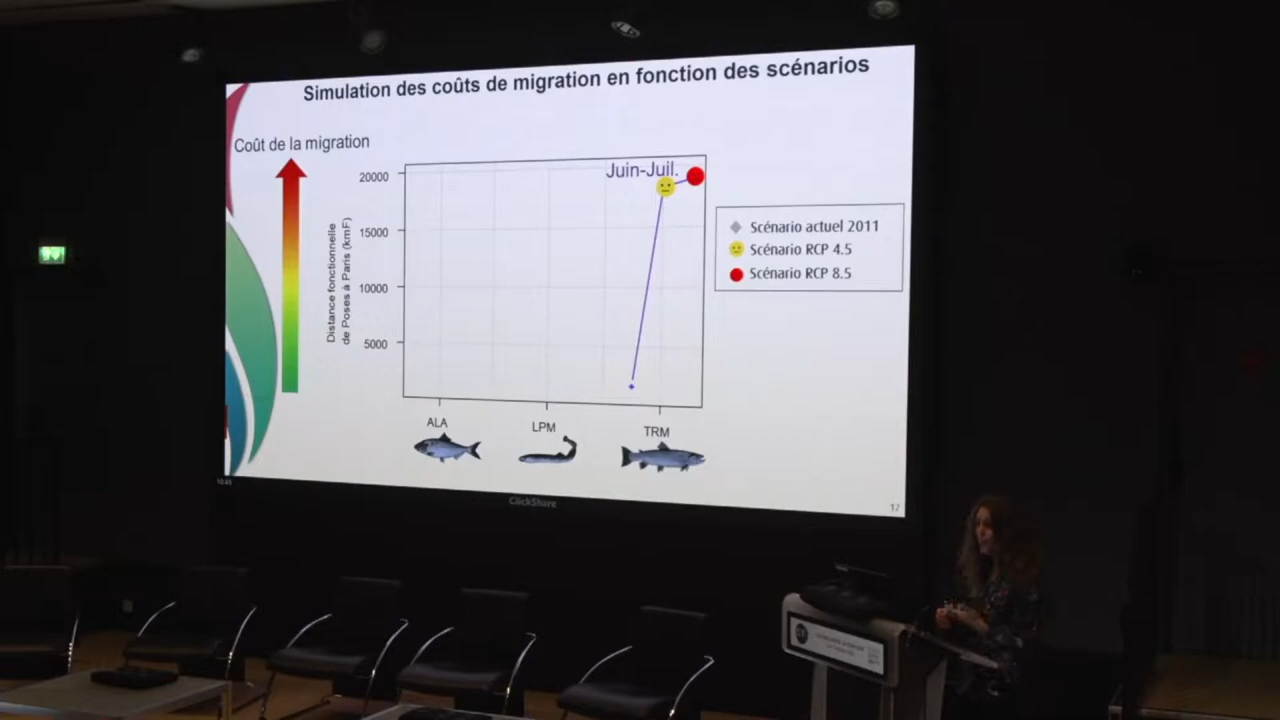 Simulation des coûts de migration en fonction des scénarios
Coût de la migration
Distance fonctionnelle
de Poses à Paris (kmF)
20000
15000
10000
5000
Juin-Juil.
Scénario actuel 2011
Scénario RCP 4.5
Scénario RCP 8.5
ALA
LPM
TRM
17
ClickShare